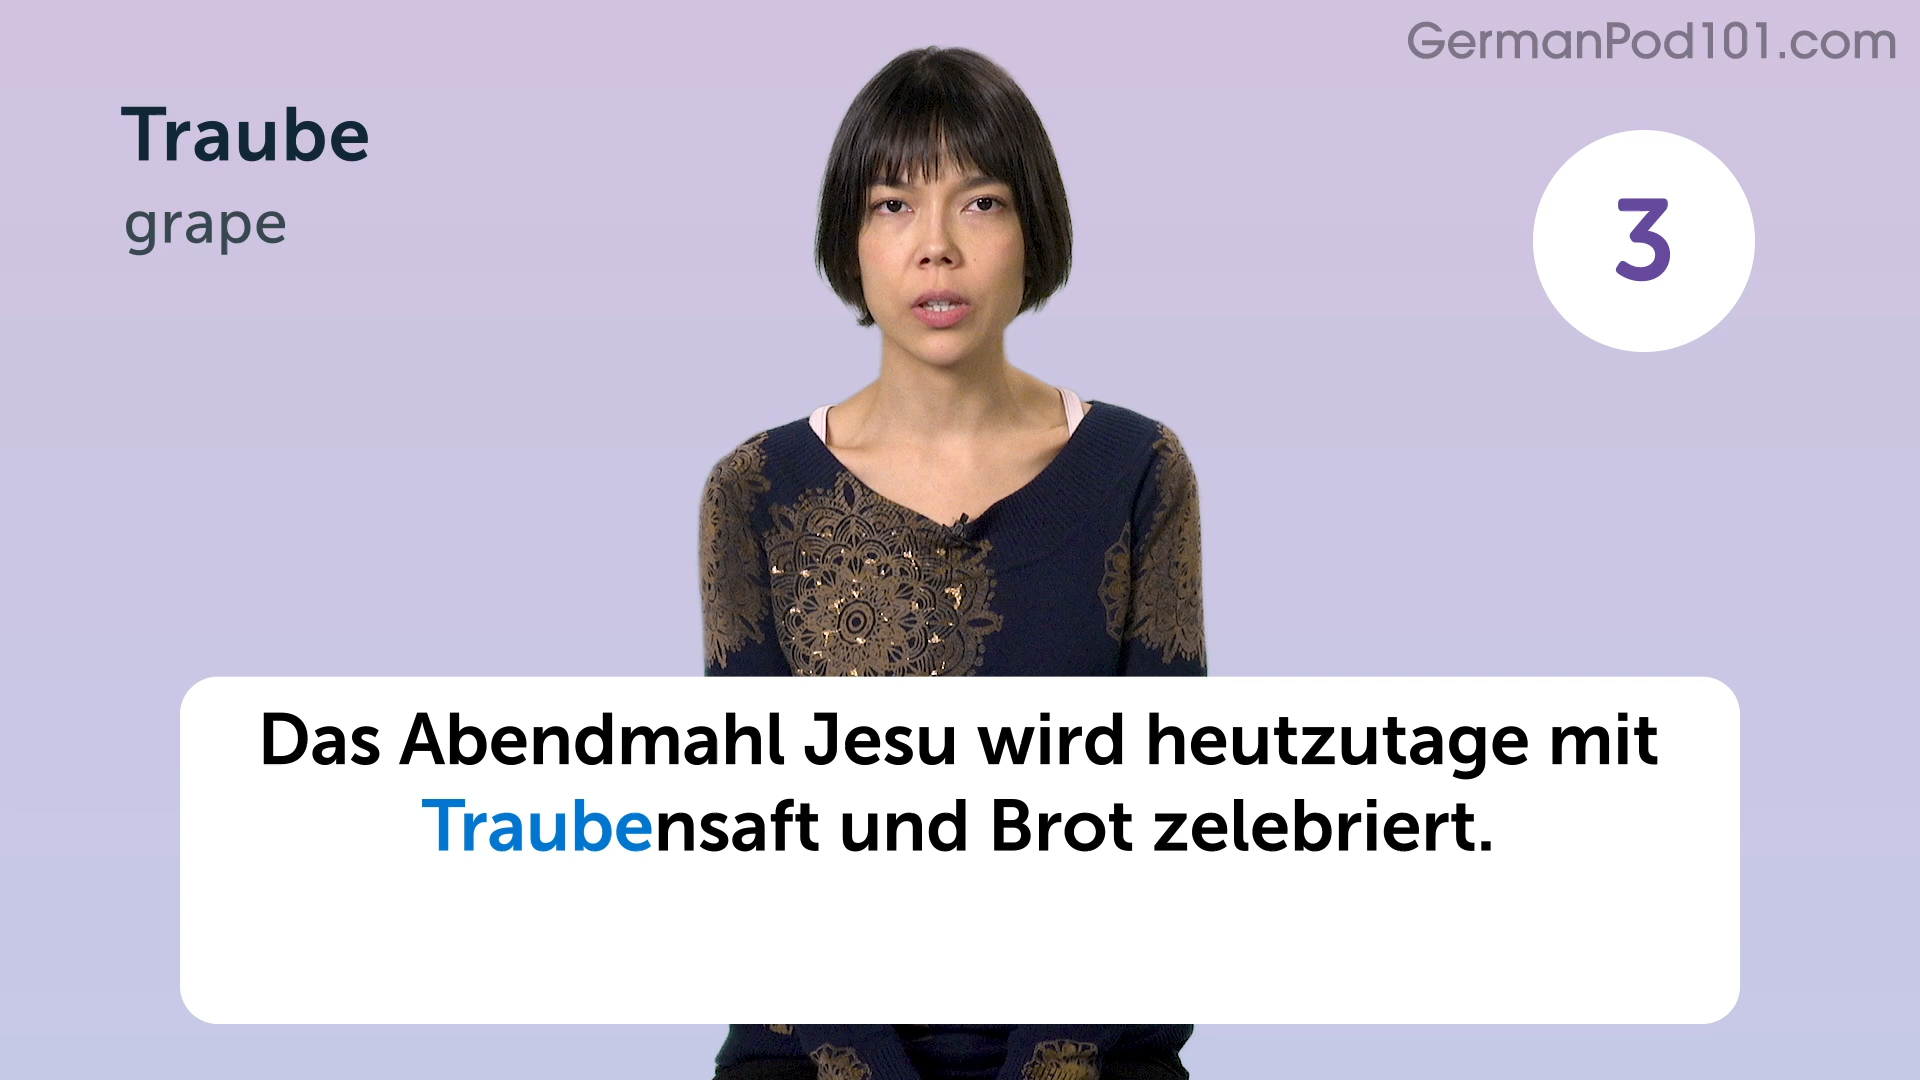 GermanPod101.com
Traube
grape
3
Das Abendmahl Jesu wird heutzutage mit
Traubensaft und Brot zelebriert.